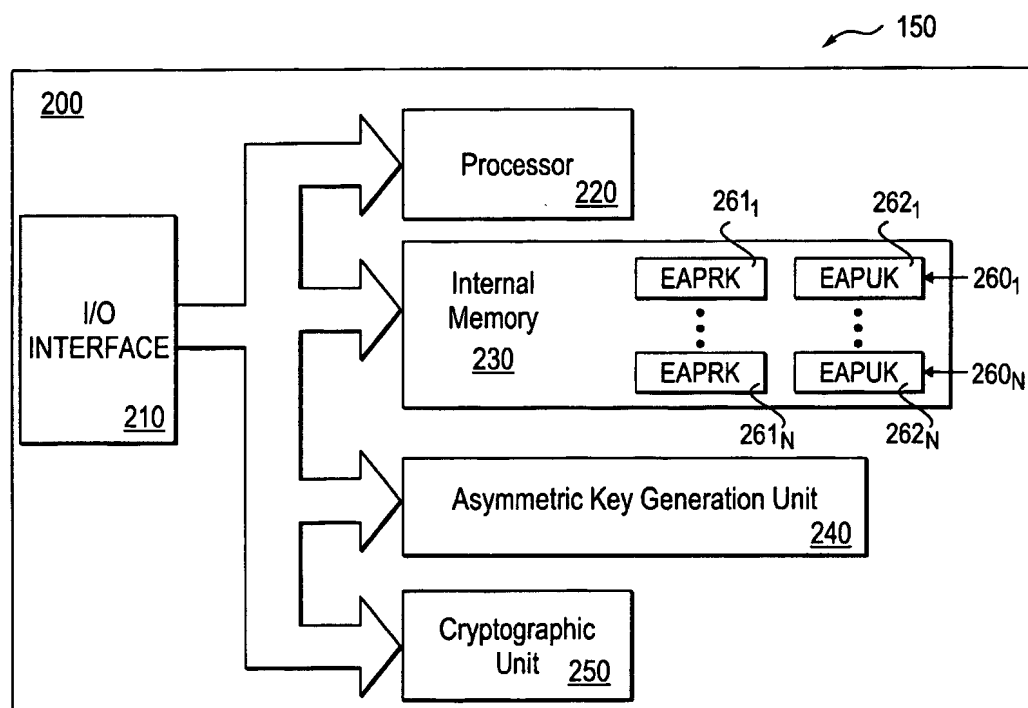 150
200
Processor
220
261₁
262₁
I/O
INTERFACE
210
Internal
Memory
230
EAPRK
EAPUK
260₁
EAPRK
EAPUK
260N
261N
262N
Asymmetric Key Generation Unit
240
Cryptographic
Unit
250